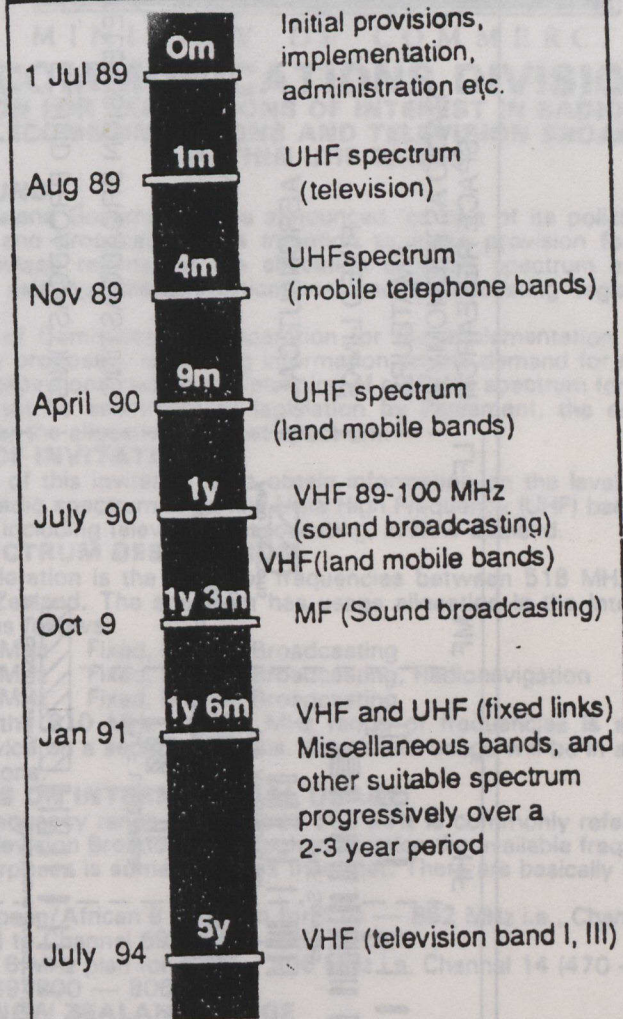 0m
1 Jul 89
Initial provisions,
implementation,
administration etc.
1m
Aug 89
UHF spectrum
(television)
4m
Nov 89
UHFspectrum
(mobile telephone bands)
9m
April 90
UHF spectrum
(land mobile bands)
1y
July 90
VHF 89-100 MHz
(sound broadcasting)
VHF(land mobile bands)
1y 3m
Oct 9
MF (Sound broadcasting)
1y 6m
Jan 91
VHF and UHF (fixed links)
Miscellaneous bands, and
other suitable spectrum
progressively over a
2-3 year period
5y
July 94
VHF (television band I, III)